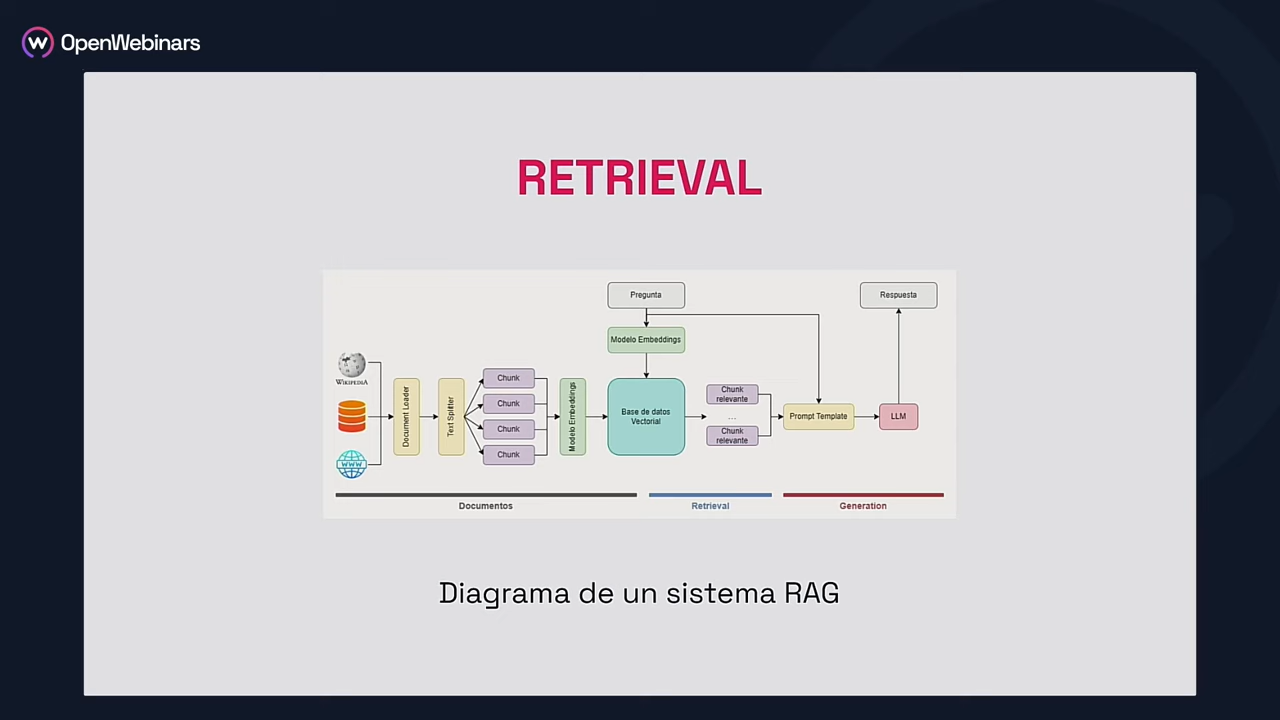 OpenWebinars
RETRIEVAL
Pregunta
Respuesta
Modelo Embeddings
WIKIPEDIA
WWW
Document Loader
Text Splitter
Chunk
Chunk
Chunk
Chunk
Modelo Embeddings
Base de datos
Vectorial
Chunk
relevante
...
Chunk
relevante
Prompt Template
LLM
Documentos
Retrieval
Generation
Diagrama de un sistema RAG